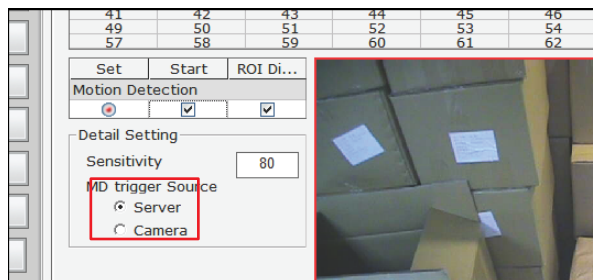 41 42 43 44 45 46
49 50 51 52 53 54
57 58 59 60 61 62
Set Start ROI Di...
Motion Detection
Detail Setting
Sensitivity 80
MD trigger Source
Server
Camera